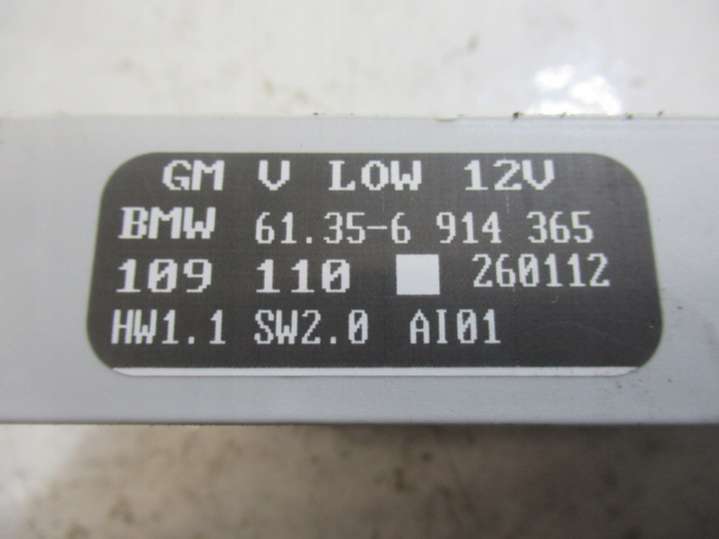 GM V LOW 12V
BMW 61.35-6 914 365
109 110 260112
HW1.1 SW2.0 AI01